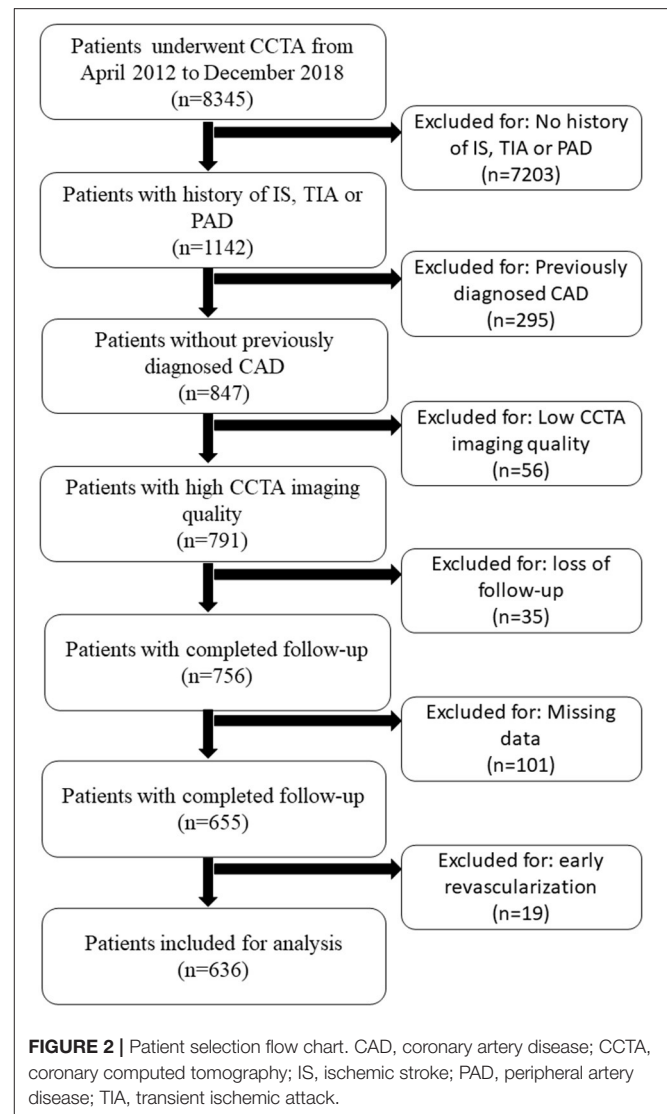 Patients underwent CCTA from
April 2012 to December 2018
(n=8345)
Excluded for: No history
of IS, TIA or PAD
(n=7203)
Patients with history of IS, TIA or
PAD
(n=1142)
Excluded for: Previously
diagnosed CAD
(n=295)
Patients without previously
diagnosed CAD
(n=847)
Excluded for: Low CCTA
imaging quality
(n=56)
Patients with high CCTA imaging
quality
(n=791)
Excluded for: loss of
follow-up
(n=35)
Patients with completed follow-up
(n=756)
Excluded for: Missing
data
(n=101)
Patients with completed follow-up
(n=655)
Excluded for: early
revascularization
(n=19)
Patients included for analysis
(n=636)
FIGURE 2 | Patient selection flow chart. CAD, coronary artery disease; CCTA,
coronary computed tomography; IS, ischemic stroke; PAD, peripheral artery
disease; TIA, transient ischemic attack.